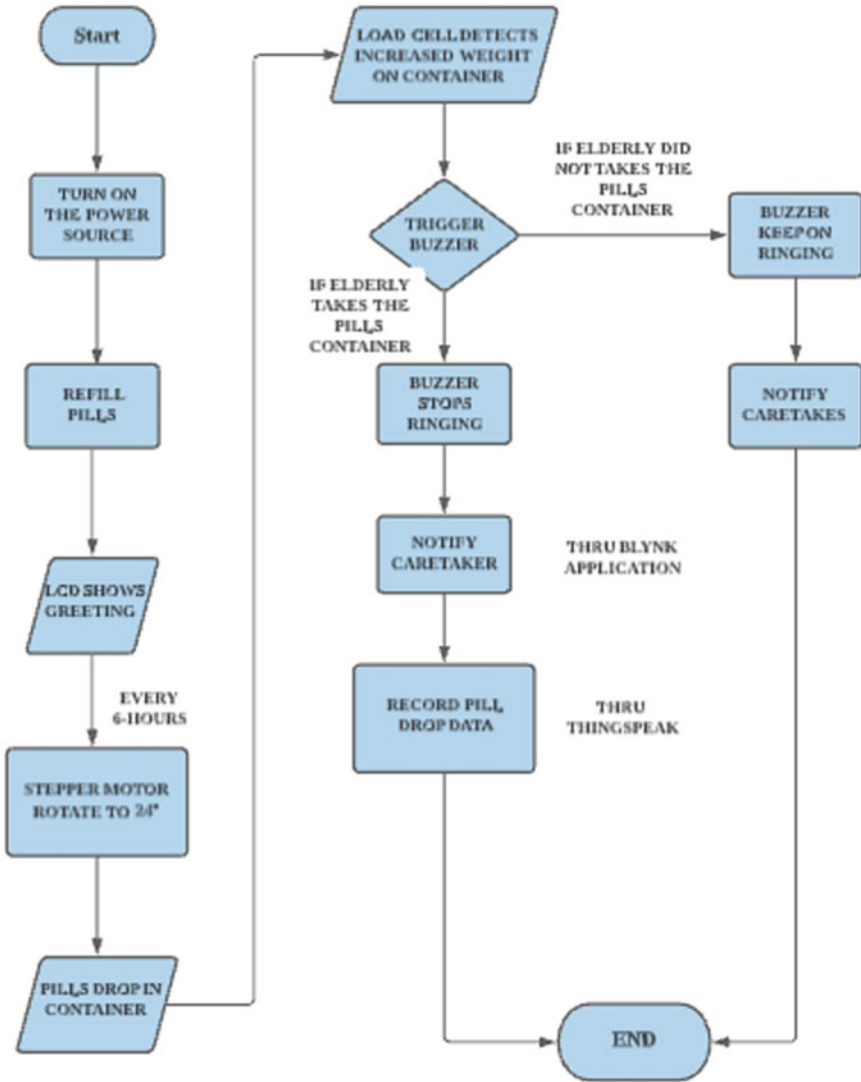 Start
TURN ON
THE POWER
SOURCE
REFILL
PILLS
LCD SHOWS
GREETING
EVERY
6-HOURS
STEPPER MOTOR
ROTATE TO 24°
PILLS DROP IN
CONTAINER
LOAD CELL DETECTS
INCREASED WEIGHT
ON CONTAINER
TRIGGER
BUZZER
IF ELDERLY DID
NOT TAKES THE
PILLS
CONTAINER
BUZZER
KEEP ON
RINGING
NOTIFY
CARETAKES
IF ELDERLY
TAKES THE
PILLS
CONTAINER
BUZZER
STOPS
RINGING
NOTIFY
CARETAKER
THRU BLYNK
APPLICATION
RECORD PILL
DROP DATA
THRU
THINGSPEAK
END